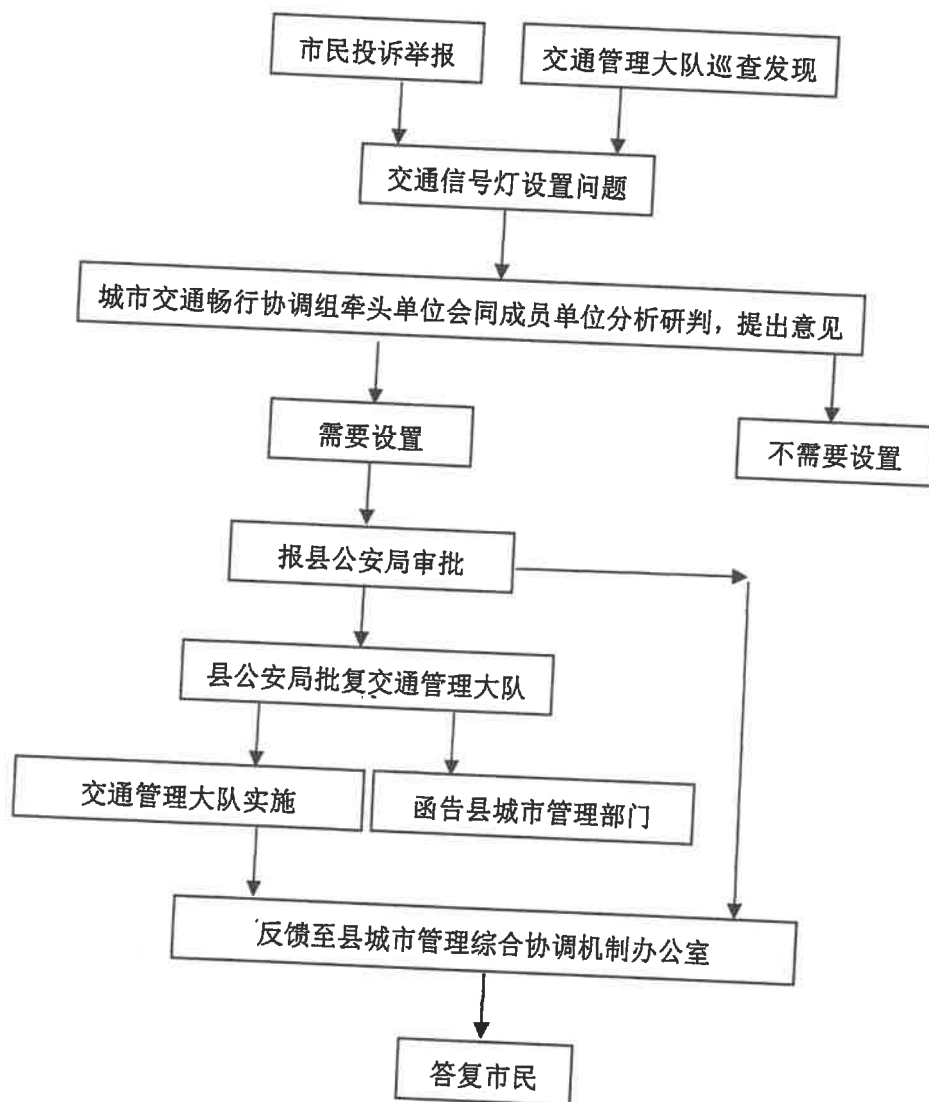 市民投诉举报
交通管理大队巡查发现
交通信号灯设置问题
城市交通畅行协调组牵头单位会同成员单位分析研判，提出意见
需要设置
不需要设置
报县公安局审批
县公安局批复交通管理大队
交通管理大队实施
函告县城市管理部门
反馈至县城市管理综合协调机制办公室
答复市民